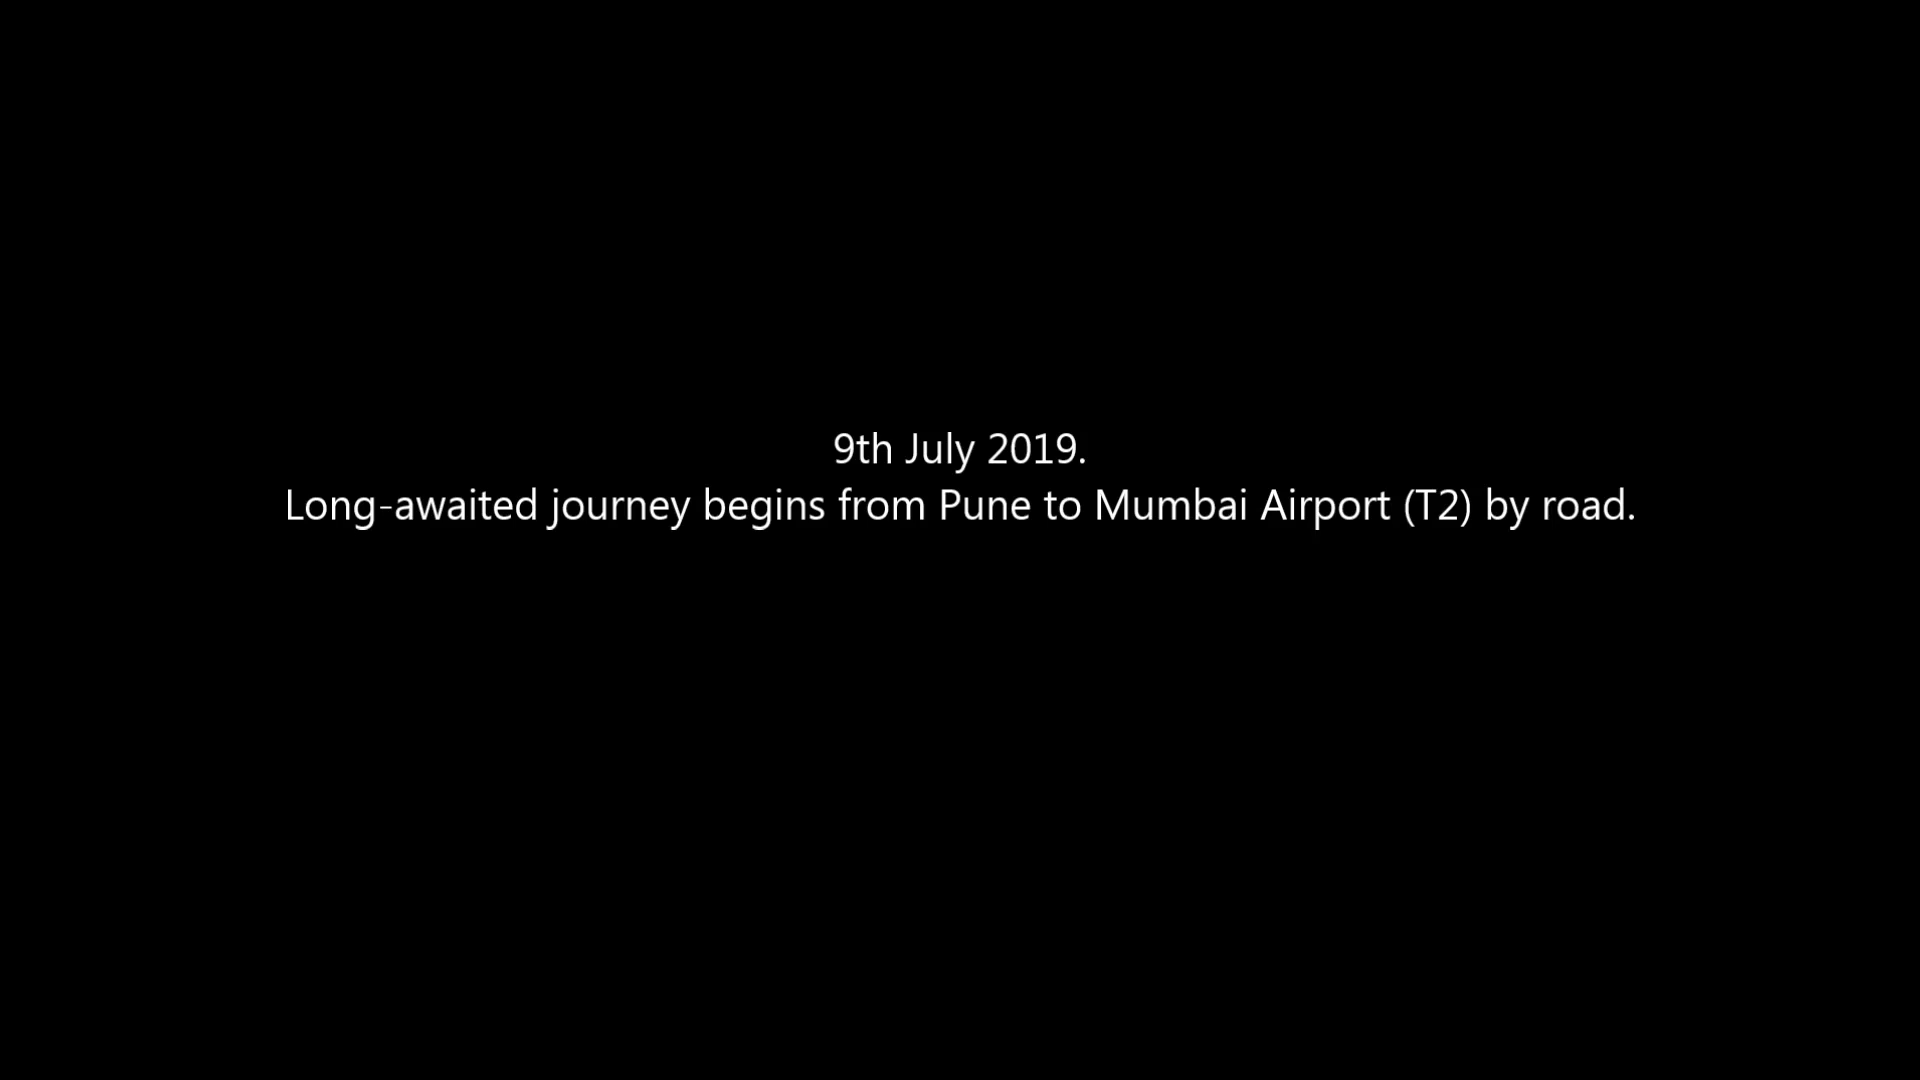 9th July 2019.
Long-awaited journey begins from Pune to Mumbai Airport (T2) by road.